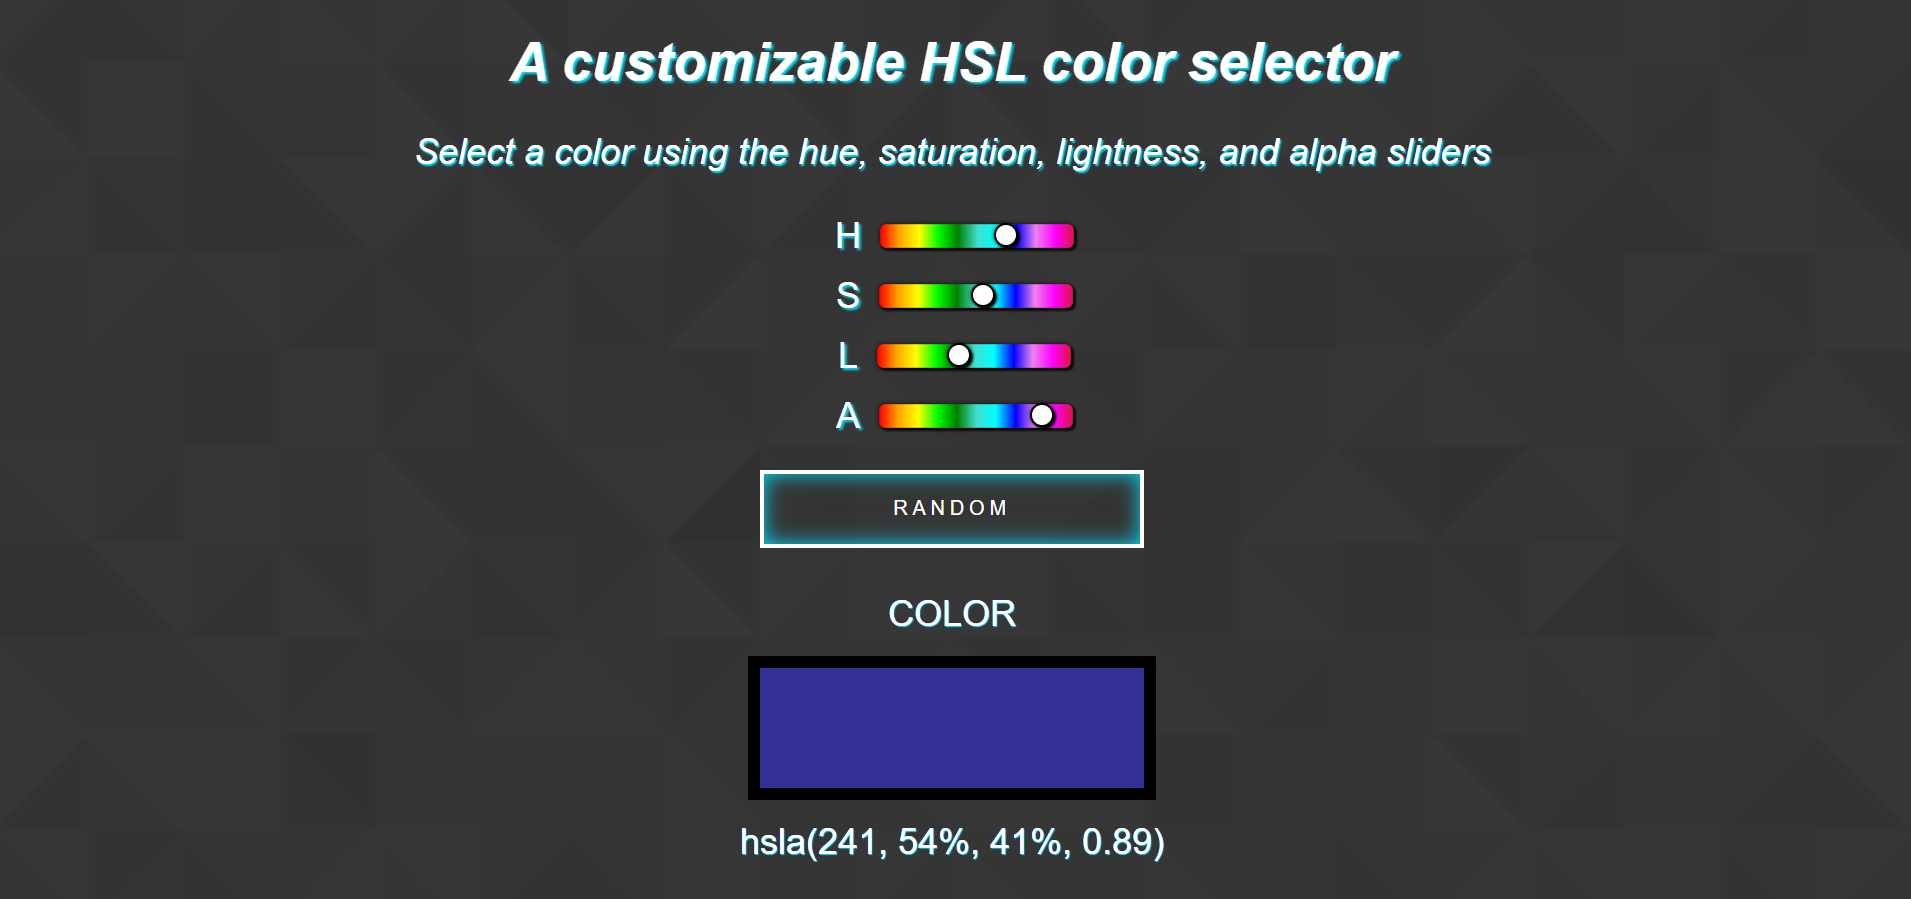 A customizable HSL color selector
Select a color using the hue, saturation, lightness, and alpha sliders
H
S
L
A
RANDOM
COLOR
hsla(241, 54%, 41%, 0.89)